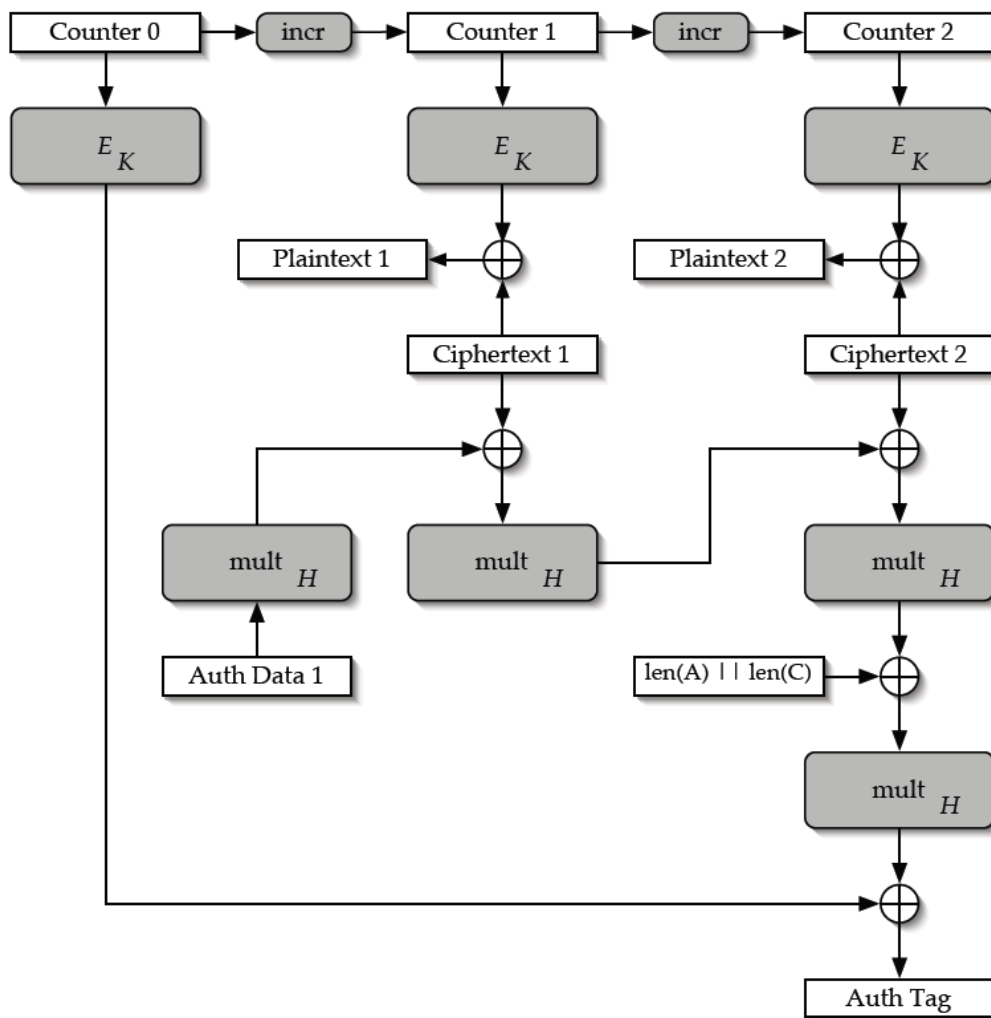 Counter 0
incr
Counter 1
incr
Counter 2
E K
E K
E K
Plaintext 1
Plaintext 2
Ciphertext 1
Ciphertext 2
mult H
mult H
mult H
Auth Data 1
len(A) || len(C)
mult H
Auth Tag